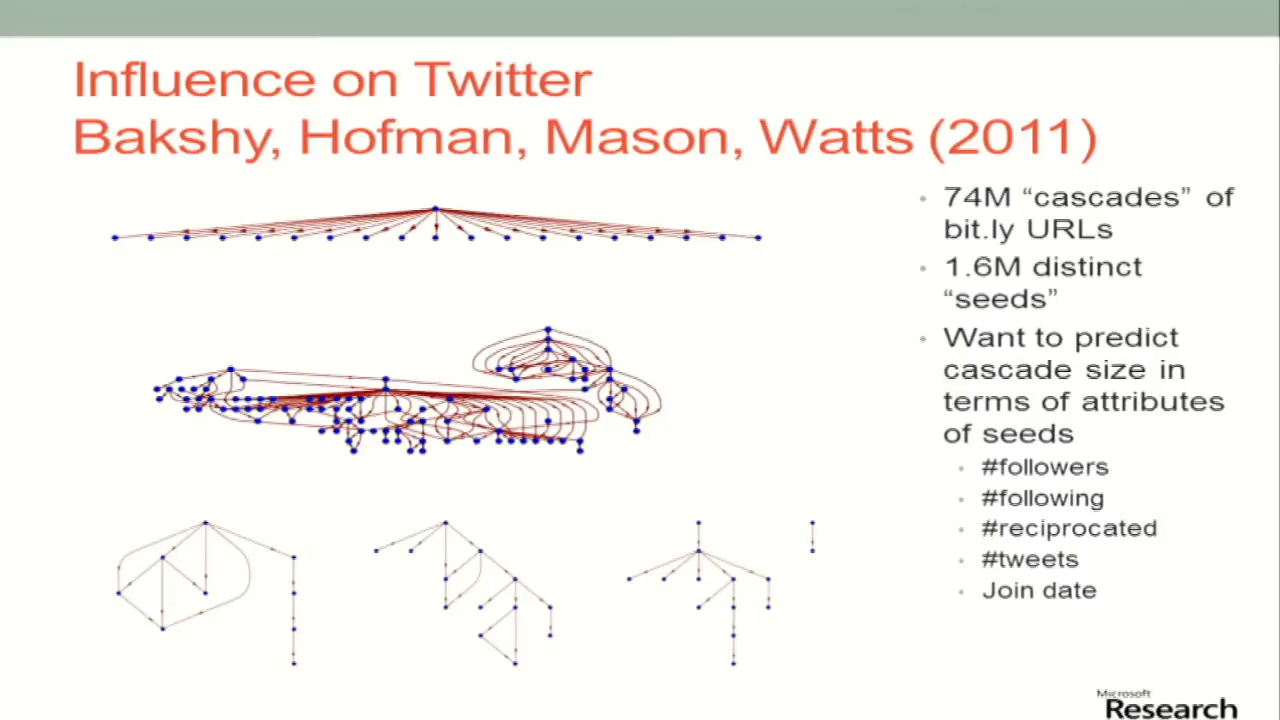 Influence on Twitter
Bakshy, Hofman, Mason, Watts (2011)
• 74M “cascades” of
bit.ly URLs
• 1.6M distinct
“seeds”
• Want to predict
cascade size in
terms of attributes
of seeds
• #followers
• #following
• #reciprocated
• #tweets
• Join date
Microsoft
Research